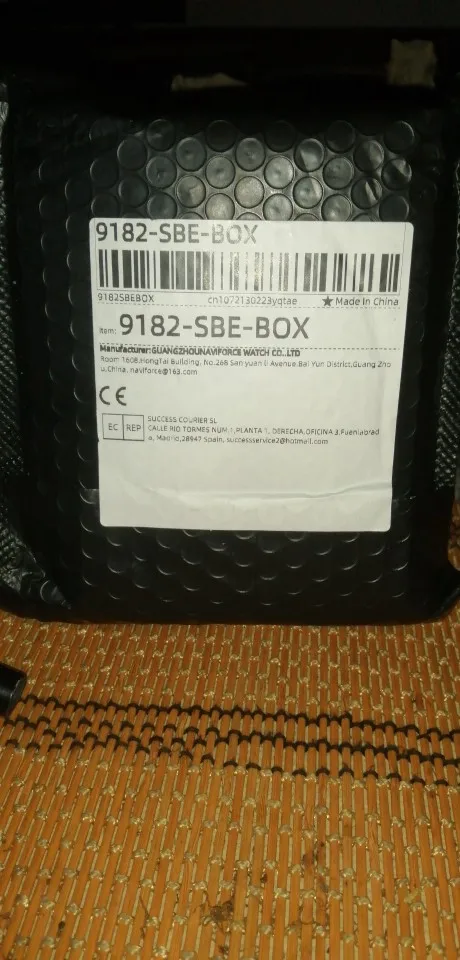 9182-SBE-BOX
9182SBEBOX cn1072130223yqtae ★ Made in China
Item: 9182-SBE-BOX
Manufacturer:GUANGZHOUNAVIFORCE WATCH CO.,LTD
Room 1608,HongTai Building, No.268 San yuan li Avenue,Bai Yun District,Guang Zho
u,China, naviforce@163.com
CE
EC REP
SUCCESS COURIER SL
CALLE RIO TORMES NUM.1,PLANTA 1, DERECHA,OFICINA 3,Fuenlabrad
a, Madrid,28947 Spain, successservice2@hotmail.com